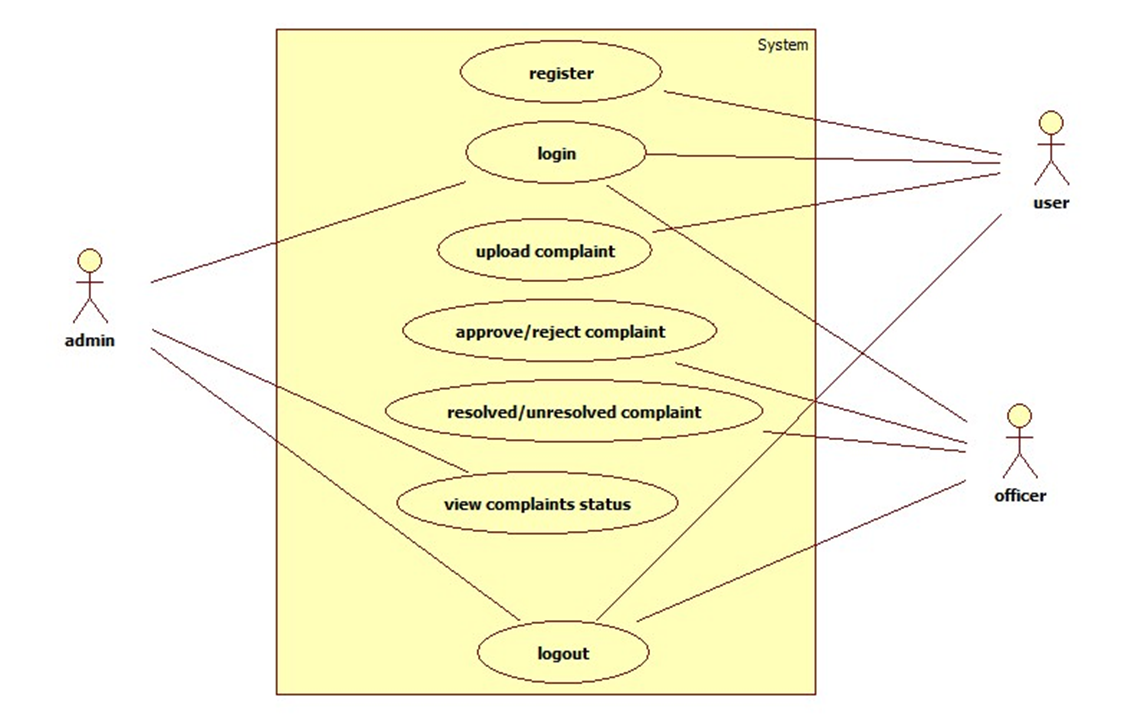 System
register
login
user
upload complaint
admin
approve/reject complaint
resolved/unresolved complaint
officer
view complaints status
logout